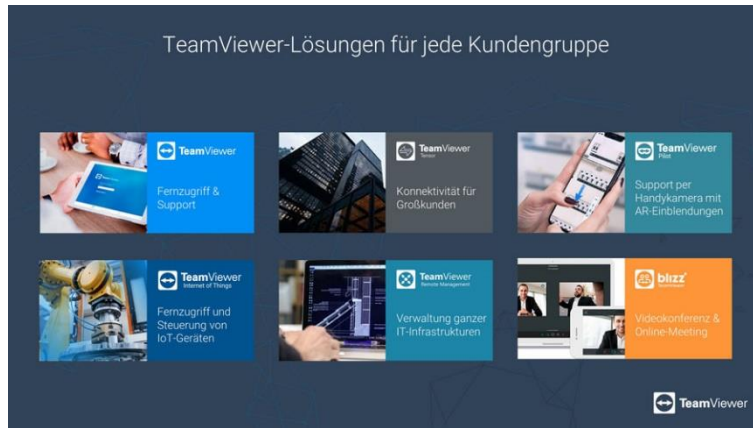 TeamViewer-Lösungen für jede Kundengruppe
TeamViewer
Fernzugriff &
Support
TeamViewer
Tensor
Konnektivität für
Großkunden
TeamViewer
Pilot
Support per
Handykamera mit
AR-Einblendungen
TeamViewer
Internet of Things
Fernzugriff und
Steuerung von
IoT-Geräten
TeamViewer
Remote Management
Verwaltung ganzer
IT-Infrastrukturen
blizz
Videokonferenz &
Online-Meeting
TeamViewer